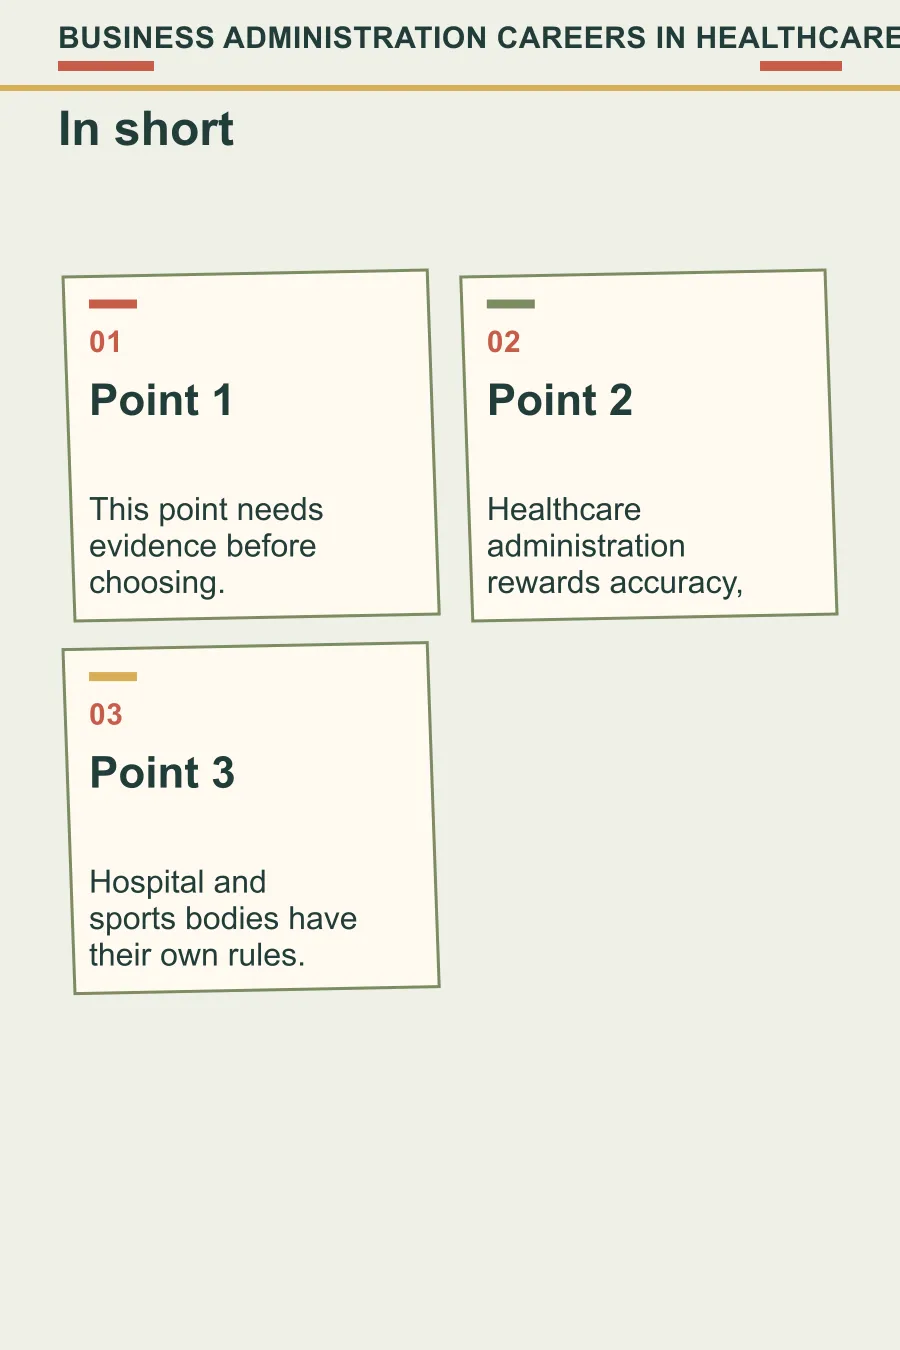 BUSINESS ADMINISTRATION CAREERS IN HEALTHCARE
In short
01
Point 1
This point needs
evidence before
choosing.
02
Point 2
Healthcare
administration
rewards accuracy,
03
Point 3
Hospital and
sports bodies have
their own rules.